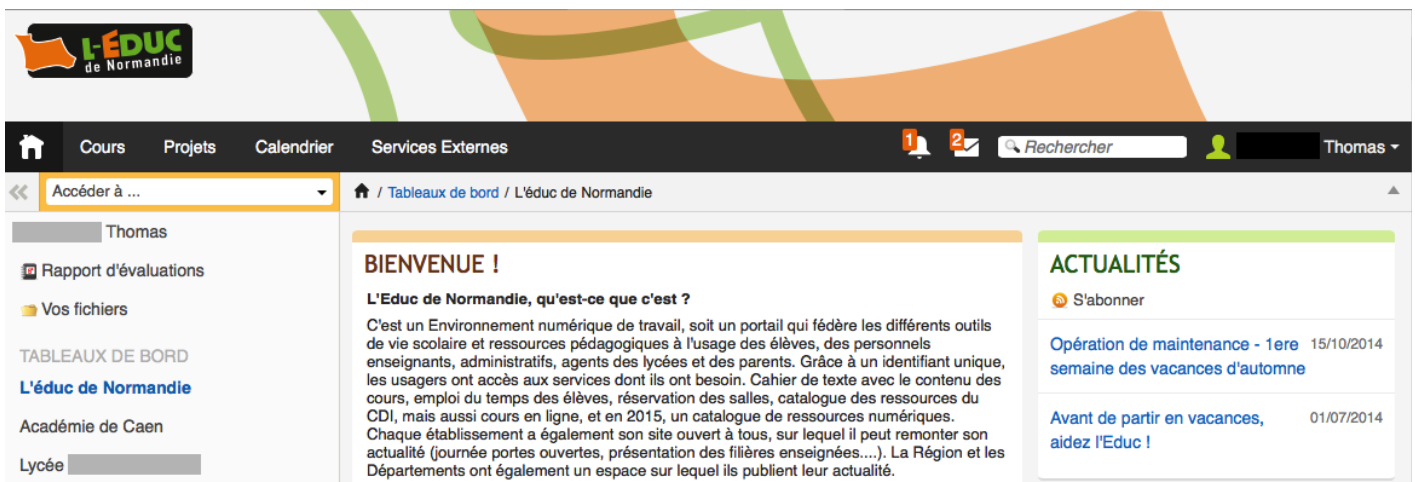 L-ÉDUC
de Normandie
Cours Projets Calendrier Services Externes 1 2 Rechercher Thomas
Accéder à ...
/ Tableaux de bord / L'éduc de Normandie
Thomas
Rapport d'évaluations
Vos fichiers
TABLEAUX DE BORD
L'éduc de Normandie
Académie de Caen
Lycée
BIENVENUE !
L'Educ de Normandie, qu'est-ce que c'est ?
C'est un Environnement numérique de travail, soit un portail qui fédère les différents outils
de vie scolaire et ressources pédagogiques à l'usage des élèves, des personnels
enseignants, administratifs, agents des lycées et des parents. Grâce à un identifiant unique,
les usagers ont accès aux services dont ils ont besoin. Cahier de texte avec le contenu des
cours, emploi du temps des élèves, réservation des salles, catalogue des ressources du
CDI, mais aussi cours en ligne, et en 2015, un catalogue de ressources numériques.
Chaque établissement a également son site ouvert à tous, sur lequel il peut remonter son
actualité (journée portes ouvertes, présentation des filières enseignées....). La Région et les
Départements ont également un espace sur lequel ils publient leur actualité.
ACTUALITÉS
S'abonner
Opération de maintenance - 1ere 15/10/2014
semaine des vacances d'automne
Avant de partir en vacances, 01/07/2014
aidez l'Educ !